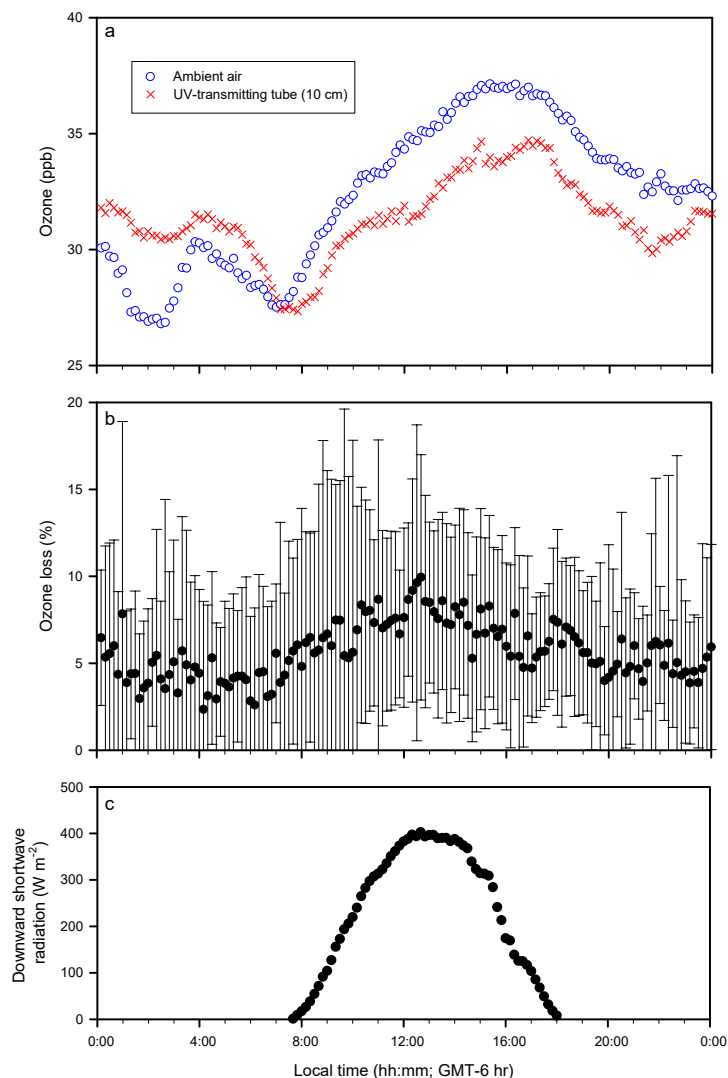 40
a
Ambient air
UV-transmitting tube (10 cm)
35
Ozone (ppb)
30
25
20
b
15
Ozone loss (%)
10
5
0
500
c
400
Downward shortwave
radiation (W m-2)
300
200
100
0
0:00 4:00 8:00 12:00 16:00 20:00 0:00
Local time (hh:mm; GMT-6 hr)